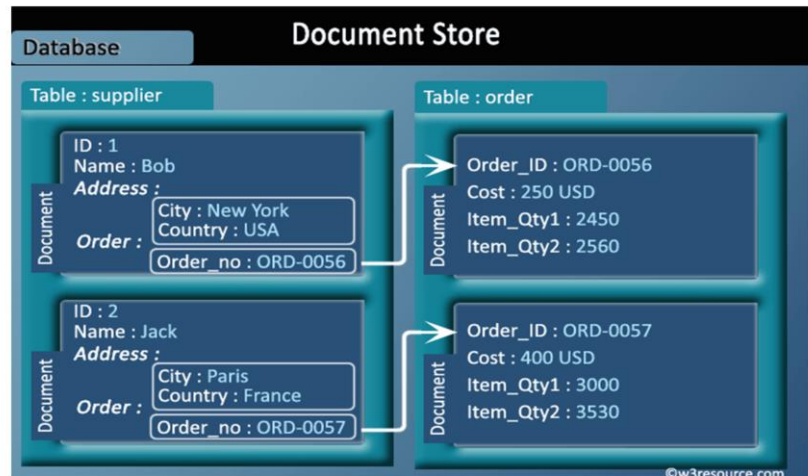 Document Store
Database
Table : supplier
ID : 1
Name : Bob
Address :
City : New York
Country : USA
Order :
Order_no : ORD-0056
Document
ID : 2
Name : Jack
Address :
City : Paris
Country : France
Order :
Order_no : ORD-0057
Document
Table : order
Order_ID : ORD-0056
Cost : 250 USD
Item_Qty1 : 2450
Item_Qty2 : 2560
Document
Order_ID : ORD-0057
Cost : 400 USD
Item_Qty1 : 3000
Item_Qty2 : 3530
Document
©w3resource.com